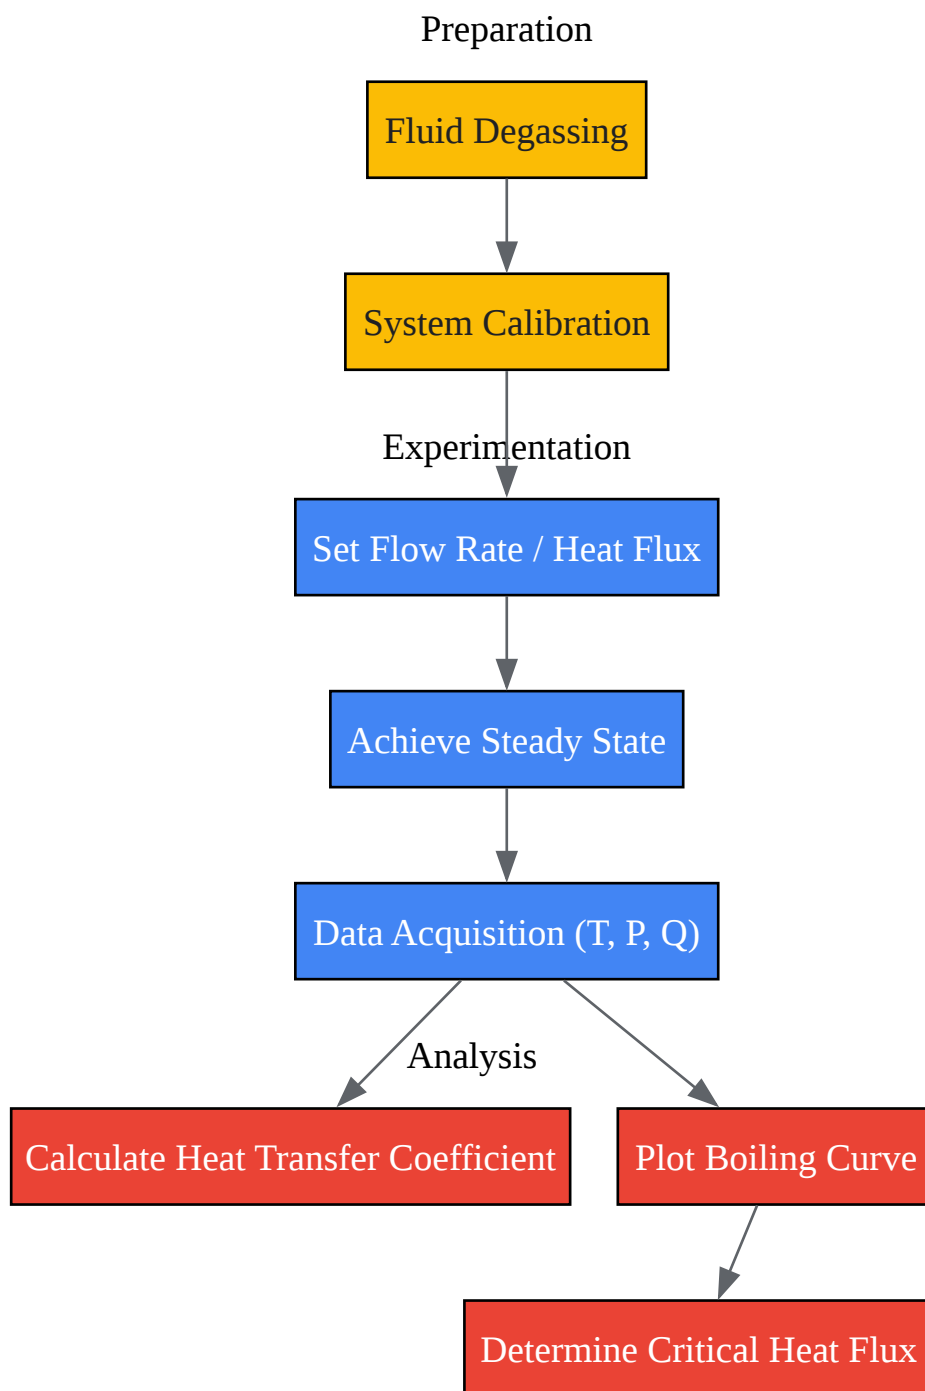 Preparation
Fluid Degassing
System Calibration
Experimentation
Set Flow Rate / Heat Flux
Achieve Steady State
Data Acquisition (T, P, Q)
Analysis
Calculate Heat Transfer Coefficient
Plot Boiling Curve
Determine Critical Heat Flux